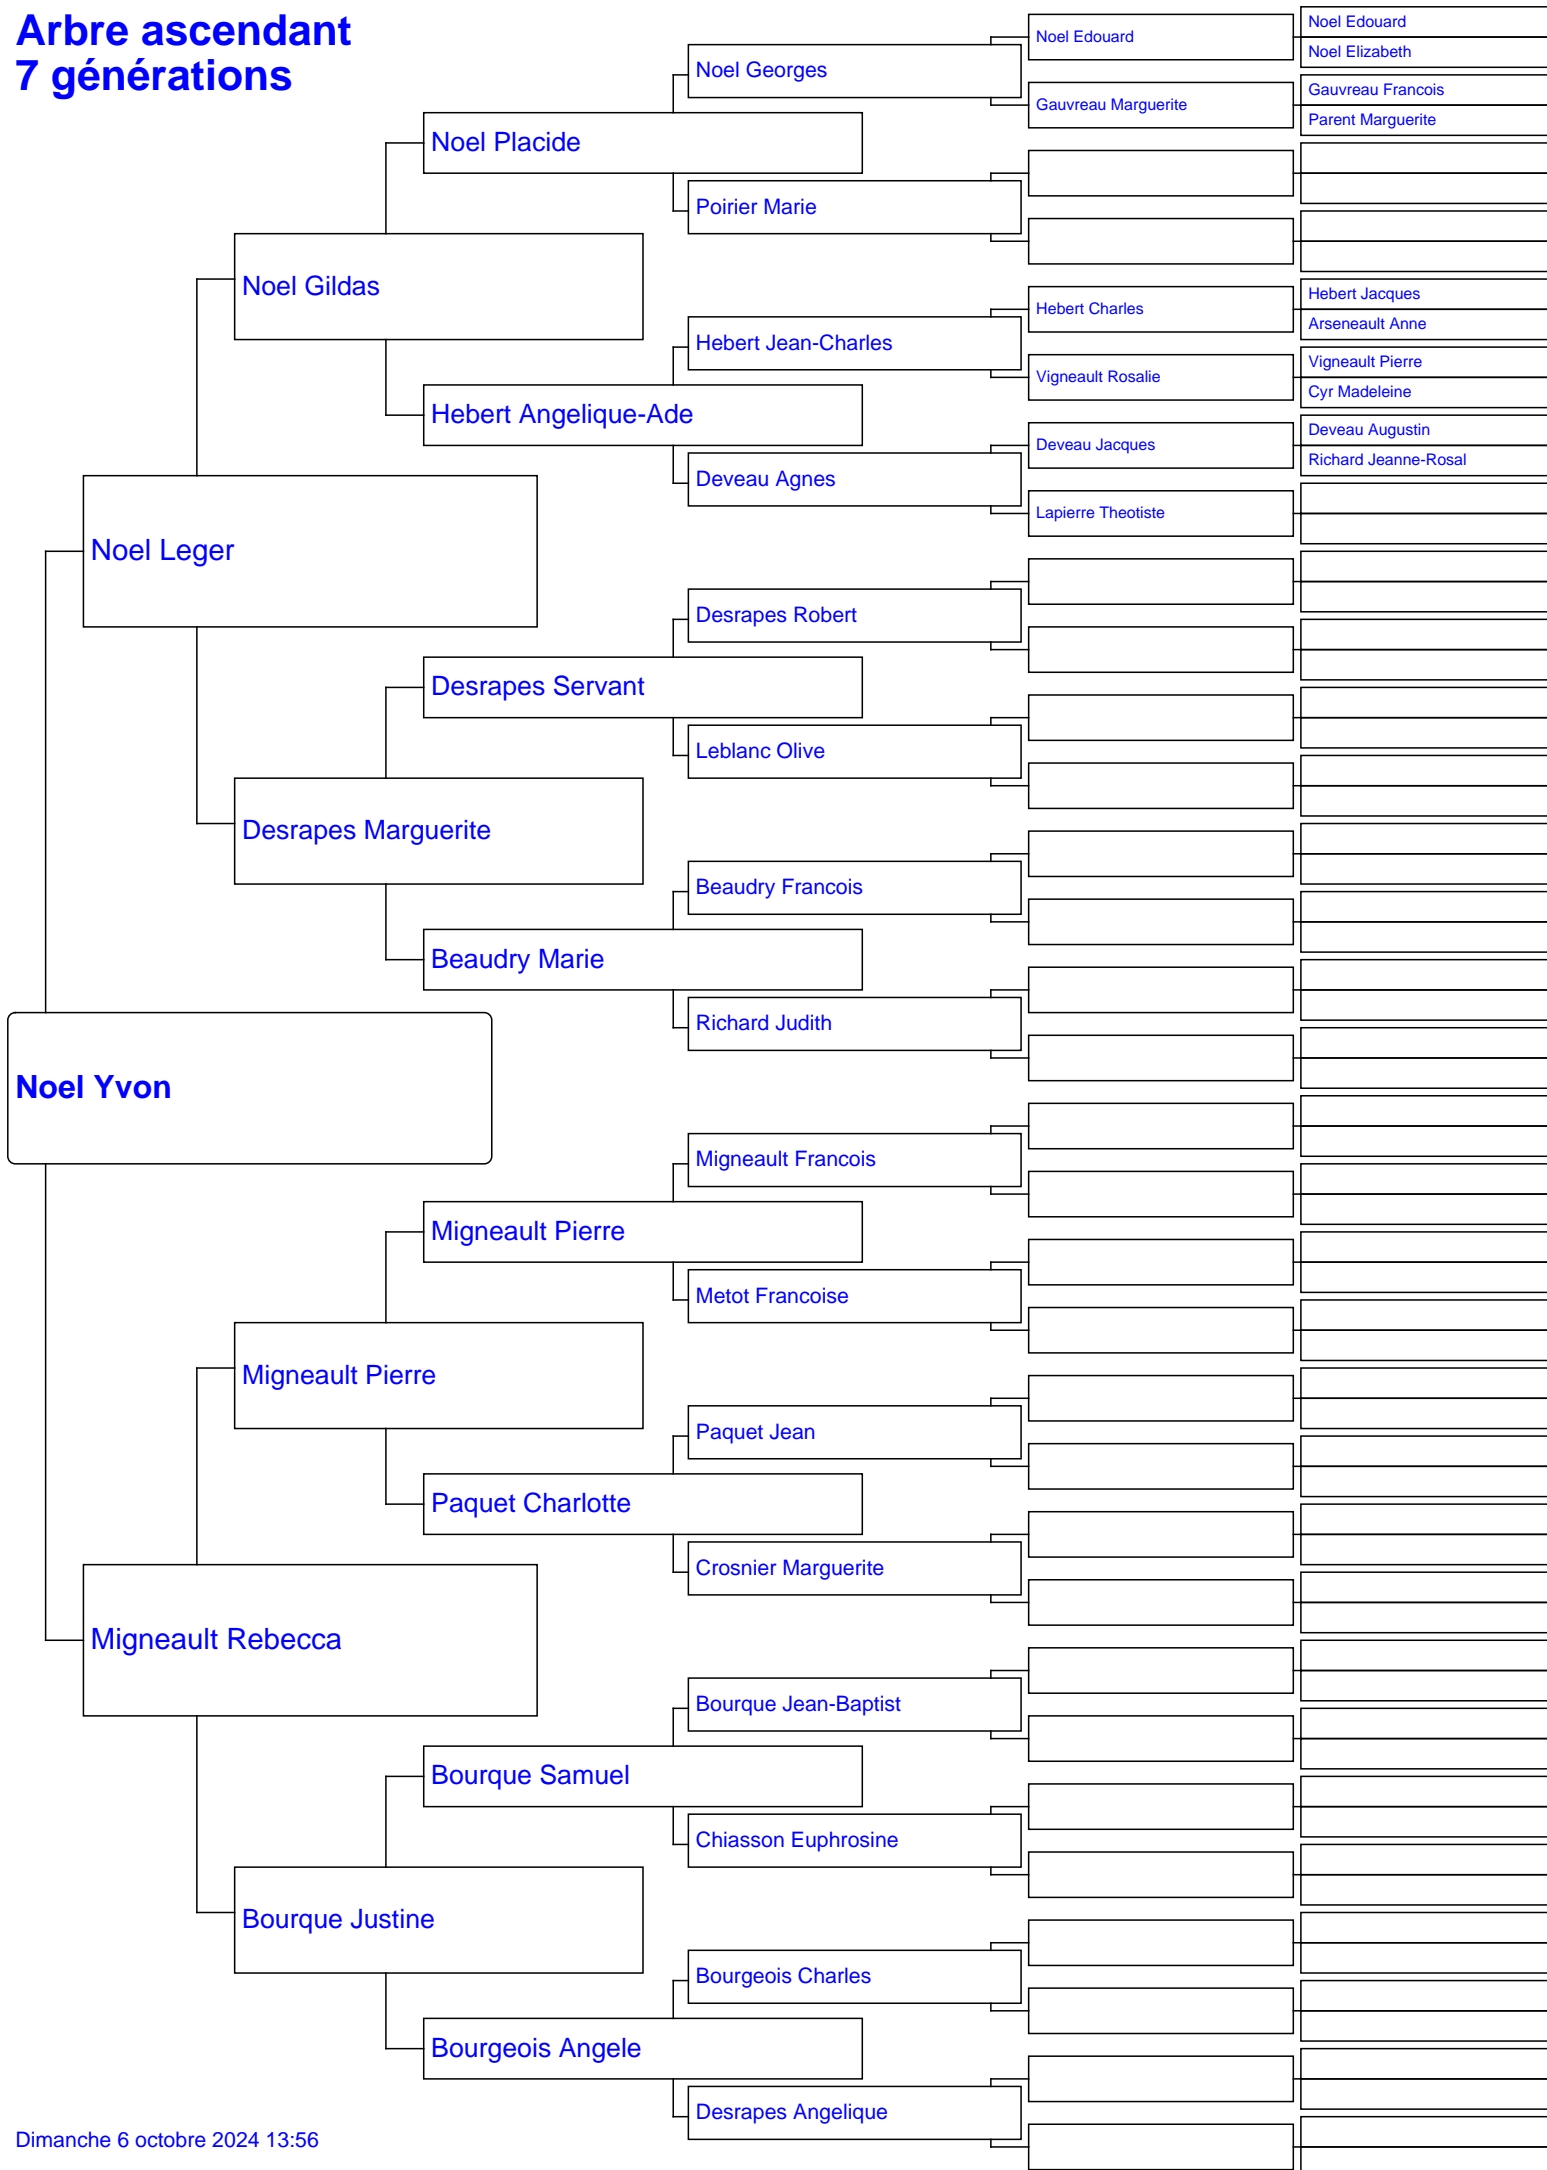 Arbre ascendant
7 générations
Noel Edouard
Noel Edouard
Noel Elizabeth
Noel Georges
Gauvreau Marguerite
Gauvreau Francois
Parent Marguerite
Noel Placide
Poirier Marie
Noel Gildas
Hebert Charles
Hebert Jacques
Arseneault Anne
Hebert Jean-Charles
Vigneault Rosalie
Vigneault Pierre
Cyr Madeleine
Hebert Angelique-Ade
Deveau Jacques
Deveau Augustin
Richard Jeanne-Rosal
Deveau Agnes
Lapierre Theotiste
Noel Leger
Desrapes Robert
Desrapes Servant
Leblanc Olive
Desrapes Marguerite
Beaudry Francois
Beaudry Marie
Richard Judith
Noel Yvon
Migneault Francois
Migneault Pierre
Metot Francoise
Migneault Pierre
Paquet Jean
Paquet Charlotte
Crosnier Marguerite
Migneault Rebecca
Bourque Jean-Baptist
Bourque Samuel
Chiasson Euphrosine
Bourque Justine
Bourgeois Charles
Bourgeois Angele
Desrapes Angelique
Dimanche 6 octobre 2024 13:56